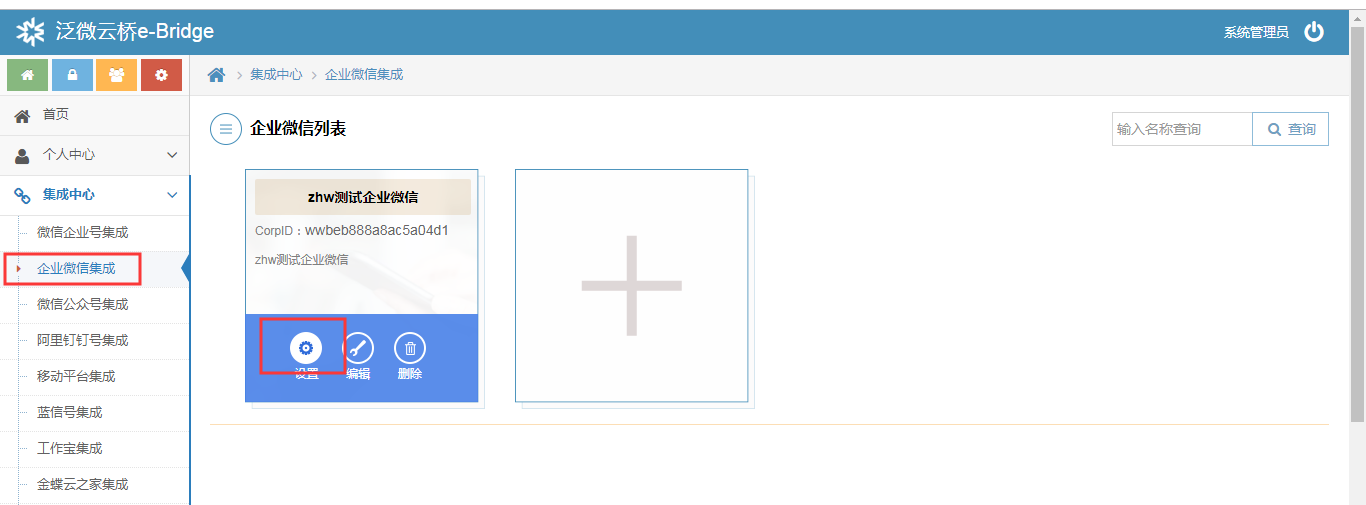 泛微云桥e-Bridge
系统管理员
集成中心 > 企业微信集成
首页
个人中心
集成中心
微信企业号集成
企业微信集成
微信公众号集成
阿里钉钉号集成
移动平台集成
蓝信号集成
工作宝集成
金蝶云之家集成
企业微信列表
输入名称查询
查询
zhw测试企业微信
CorpID：wwbeb888a8ac5a04d1
zhw测试企业微信
设置 编辑 删除